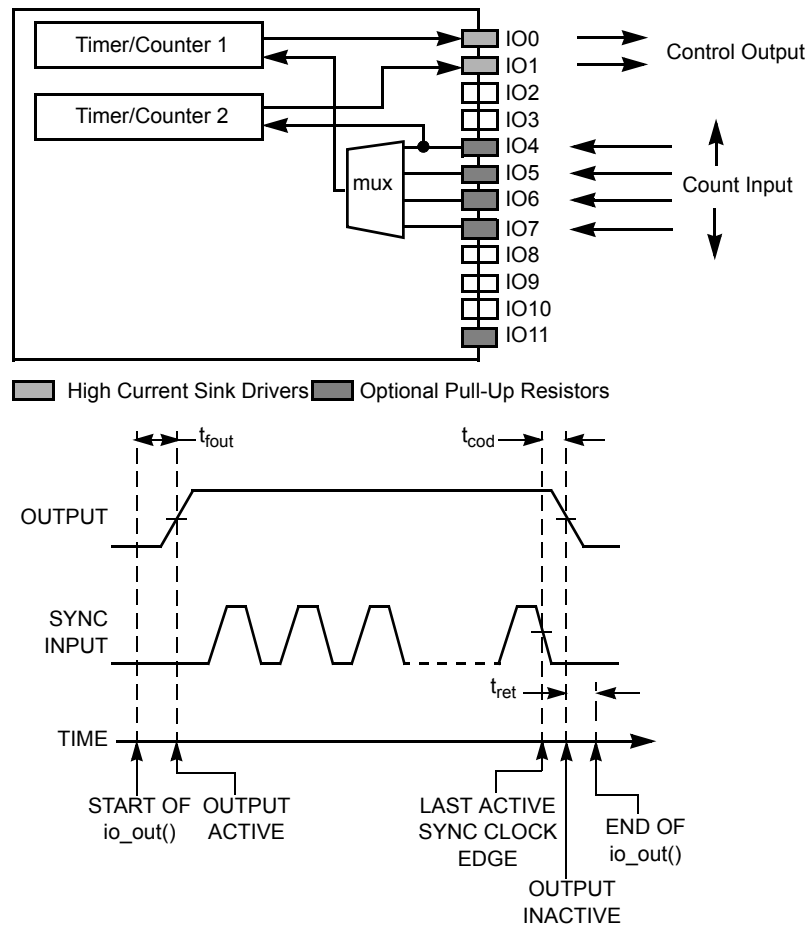 Timer/Counter 1
Timer/Counter 2
mux
IO0
IO1
IO2
IO3
IO4
IO5
IO6
IO7
IO8
IO9
IO10
IO11
Control Output
Count Input
High Current Sink Drivers
Optional Pull-Up Resistors
tfout
tcod
OUTPUT
SYNC
INPUT
tret
TIME
START OF
io_out()
OUTPUT
ACTIVE
LAST ACTIVE
SYNC CLOCK
EDGE
END OF
io_out()
OUTPUT
INACTIVE